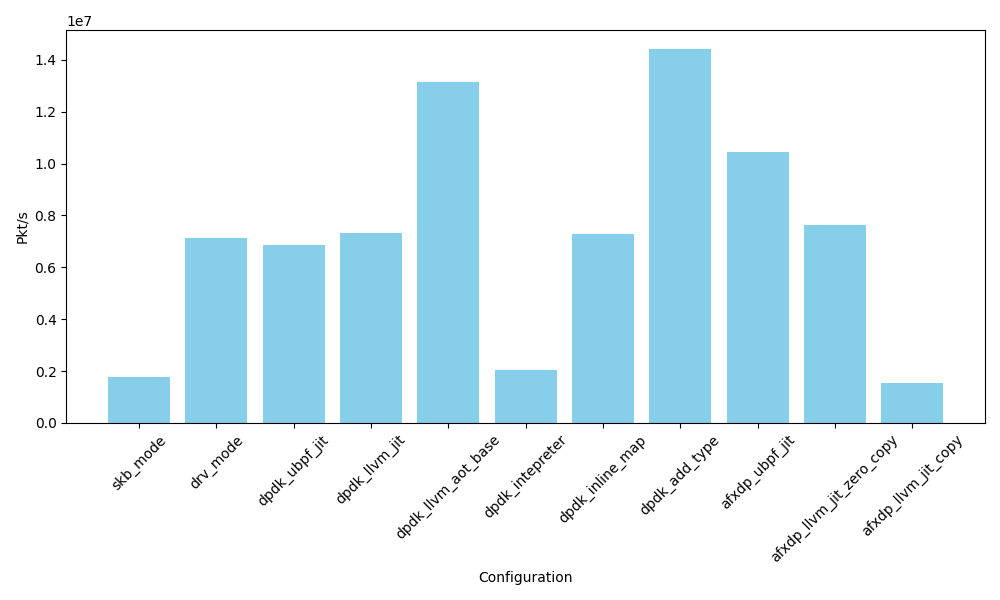 1e7
1.4
1.2
1.0
0.8
0.6
0.4
0.2
0.0
Pkt/s
skb_mode
drv_mode
dpdk_ubpf_jit
dpdk_llvm_jit
dpdk_llvm_aot_base
dpdk_intepreter
dpdk_inline_map
dpdk_add_type
afxdp_ubpf_jit
afxdp_llvm_jit_zero_copy
afxdp_llvm_jit_copy
Configuration